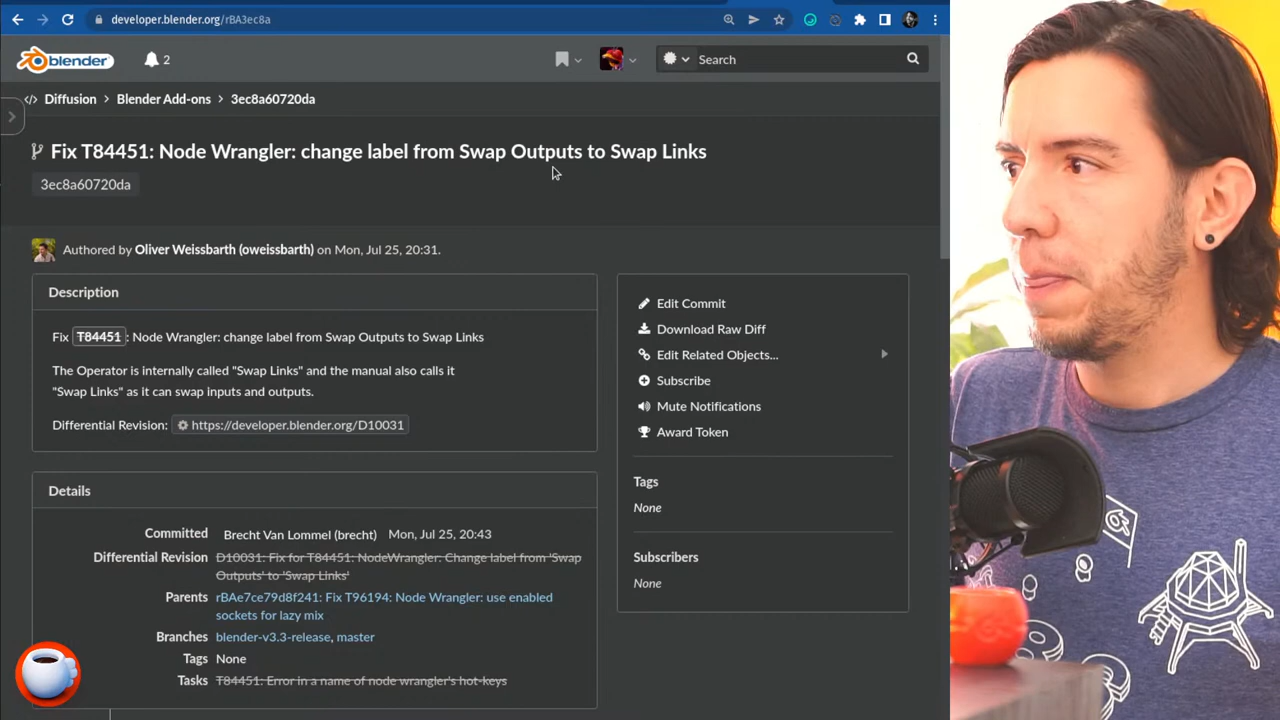 developer.blender.org/rBA3ec8a
blender
2
Search
Diffusion
Blender Add-ons
3ec8a60720da
Fix T84451: Node Wrangler: change label from Swap Outputs to Swap Links
3ec8a60720da
Authored by Oliver Weissbarth (oweissbarth) on Mon, Jul 25, 20:31.
Description
Fix T84451: Node Wrangler: change label from Swap Outputs to Swap Links
The Operator is internally called "Swap Links" and the manual also calls it
"Swap Links" as it can swap inputs and outputs.
Differential Revision: https://developer.blender.org/D10031
Edit Commit
Download Raw Diff
Edit Related Objects...
Subscribe
Mute Notifications
Award Token
Tags
None
Subscribers
None
Details
Committed Brecht Van Lommel (brecht) Mon, Jul 25, 20:43
Differential Revision D10031: Fix for T84451: NodeWrangler: Change label from 'Swap
Outputs' to 'Swap Links'
Parents rBAe7ce79d8f241: Fix T96194: Node Wrangler: use enabled
sockets for lazy mix
Branches blender-v3.3-release, master
Tags None
Tasks T84451: Error in a name of node wrangler's hot-keys